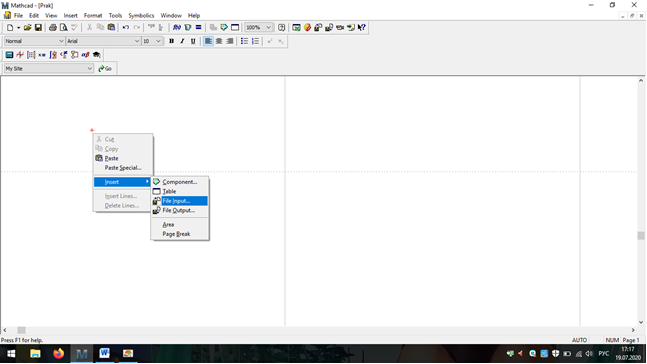 Mathcad - [Prak]
File Edit View Insert Format Tools Symbolics Window Help
100%
Normal Arial 10 B I U
My Site Go
Cut
Copy
Paste
Paste Special...
Insert
Insert Lines...
Delete Lines...
Component...
Table
File Input...
File Output...
Area
Page Break
Press F1 for help. AUTO NUM Page 1
РУС 17:17
19.07.2020